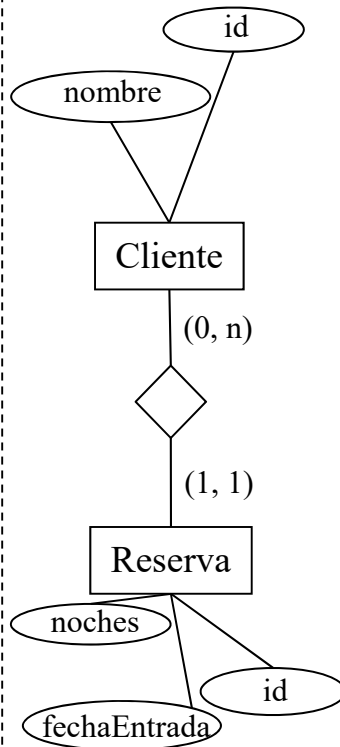 id
nombre
Cliente
(0, n)
(1, 1)
Reserva
noches
id
fechaEntrada